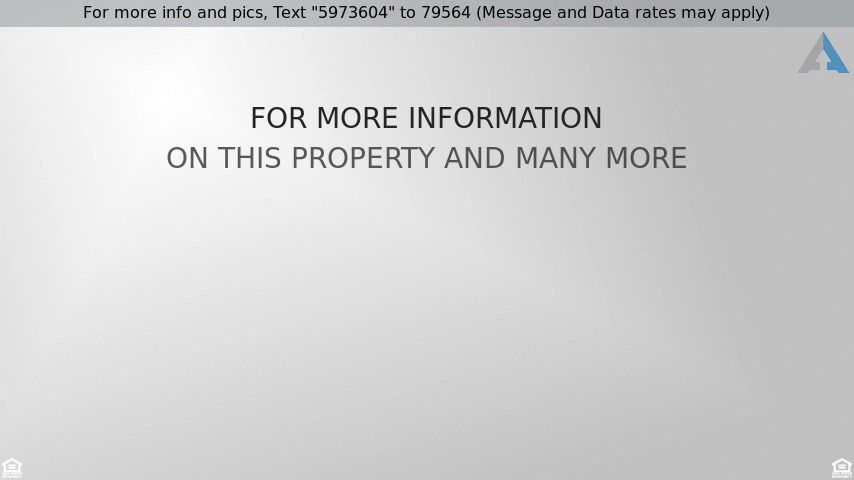 For more info and pics, Text "5973604" to 79564 (Message and Data rates may apply)
FOR MORE INFORMATION
ON THIS PROPERTY AND MANY MORE